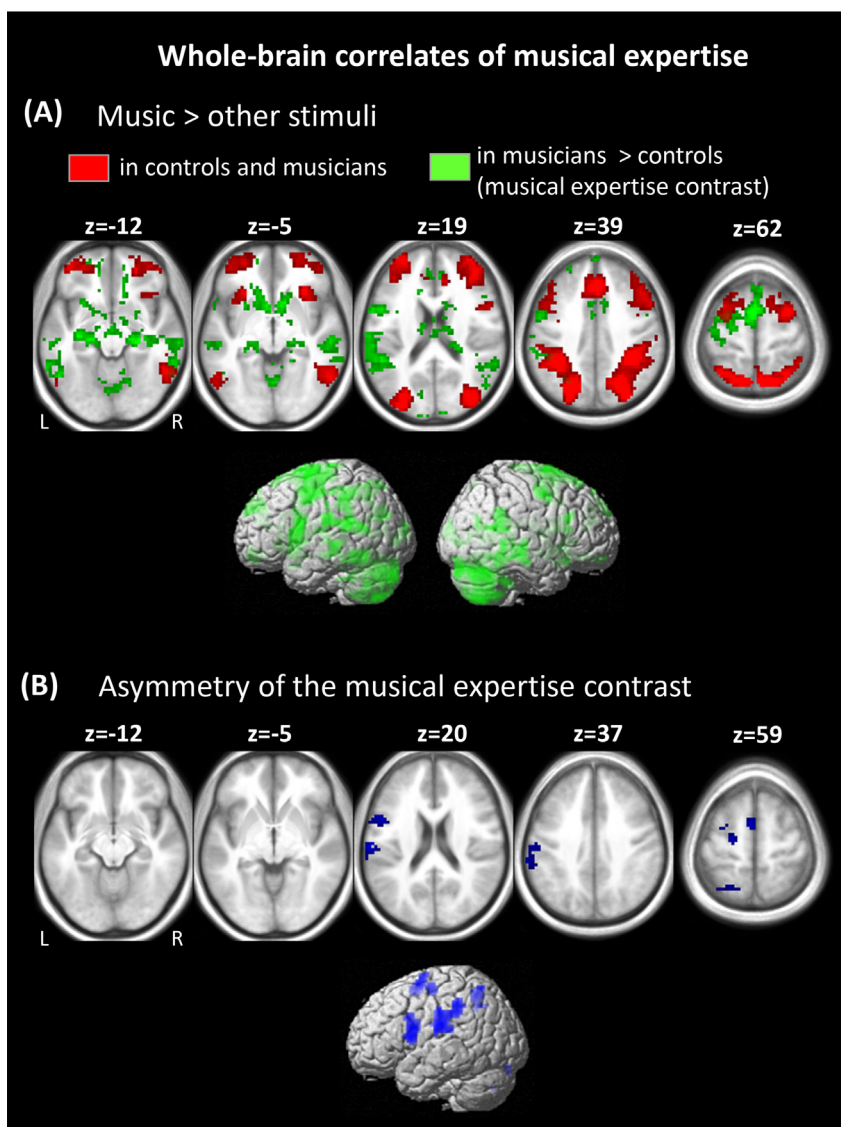 Whole-brain correlates of musical expertise
(A) Music > other stimuli
in controls and musicians
in musicians > controls
(musical expertise contrast)
z=-12 z=-5 z=19 z=39 z=62
L R
(B) Asymmetry of the musical expertise contrast
z=-12 z=-5 z=20 z=37 z=59
L R